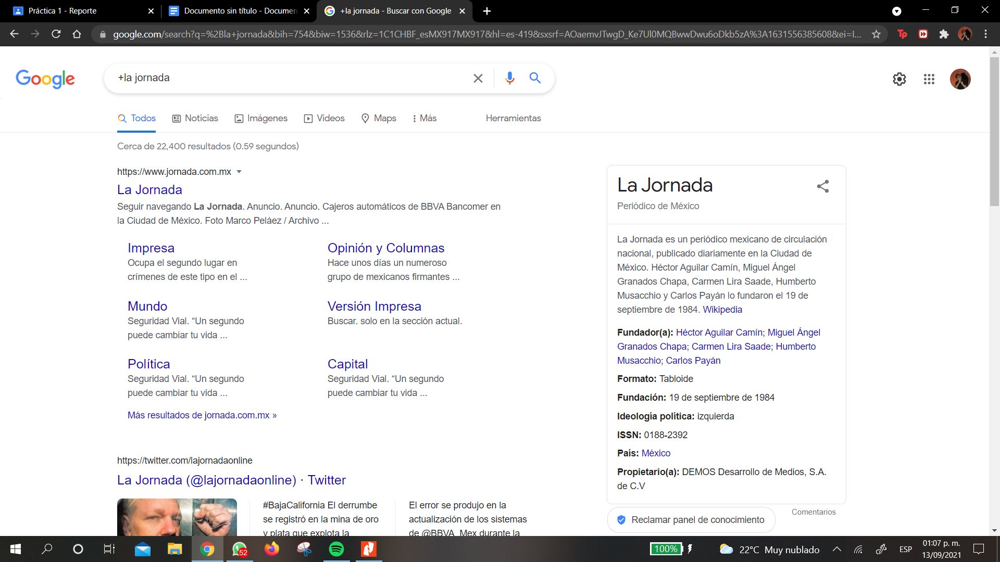 Práctica 1 - Reporte
Documento sin título - Documen
+la jornada - Buscar con Google
google.com/search?q=%2Bla+jornada&bih=754&biw=1536&rlz=1C1CHBF_esMX917MX917&hl=es-419&sxsrf=AOaemvJTwgD_Ke7Ul0MQBwwDwu6oDkb5zA%3A1631556385608&ei=I...
Tp
Google
+la jornada
Todos
Noticias
Imágenes
Videos
Maps
Más
Herramientas
Cerca de 22,400 resultados (0.59 segundos)
https://www.jornada.com.mx
La Jornada
Seguir navegando La Jornada. Anuncio. Anuncio. Cajeros automáticos de BBVA Bancomer en
la Ciudad de México. Foto Marco Peláez / Archivo ...
Impresa
Ocupa el segundo lugar en
crímenes de este tipo en el ...
Opinión y Columnas
Hace unos días un numeroso
grupo de mexicanos firmantes ...
Mundo
Seguridad Vial. “Un segundo
puede cambiar tu vida ...
Versión Impresa
Buscar. solo en la sección actual.
Política
Seguridad Vial. “Un segundo
puede cambiar tu vida ...
Capital
Seguridad Vial. “Un segundo
puede cambiar tu vida ...
Más resultados de jornada.com.mx »
https://twitter.com/lajornadaonline
La Jornada (@lajornadaonline) · Twitter
#BajaCalifornia El derrumbe
se registró en la mina de oro
y plata que explota la
El error se produjo en la
actualización de los sistemas
de @BBVA_Mex durante la
La Jornada
Periódico de México
La Jornada es un periódico mexicano de circulación
nacional, publicado diariamente en la Ciudad de
México. Héctor Aguilar Camín, Miguel Ángel
Granados Chapa, Carmen Lira Saade, Humberto
Musacchio y Carlos Payán lo fundaron el 19 de
septiembre de 1984. Wikipedia
Fundador(a): Héctor Aguilar Camín; Miguel Ángel
Granados Chapa; Carmen Lira Saade; Humberto
Musacchio; Carlos Payán
Formato: Tabloide
Fundación: 19 de septiembre de 1984
Ideología política: izquierda
ISSN: 0188-2392
País: México
Propietario(a): DEMOS Desarrollo de Medios, S.A.
de C.V
Reclamar panel de conocimiento
Comentarios
52
100%
22°C Muy nublado
ESP
01:07 p. m.
13/09/2021